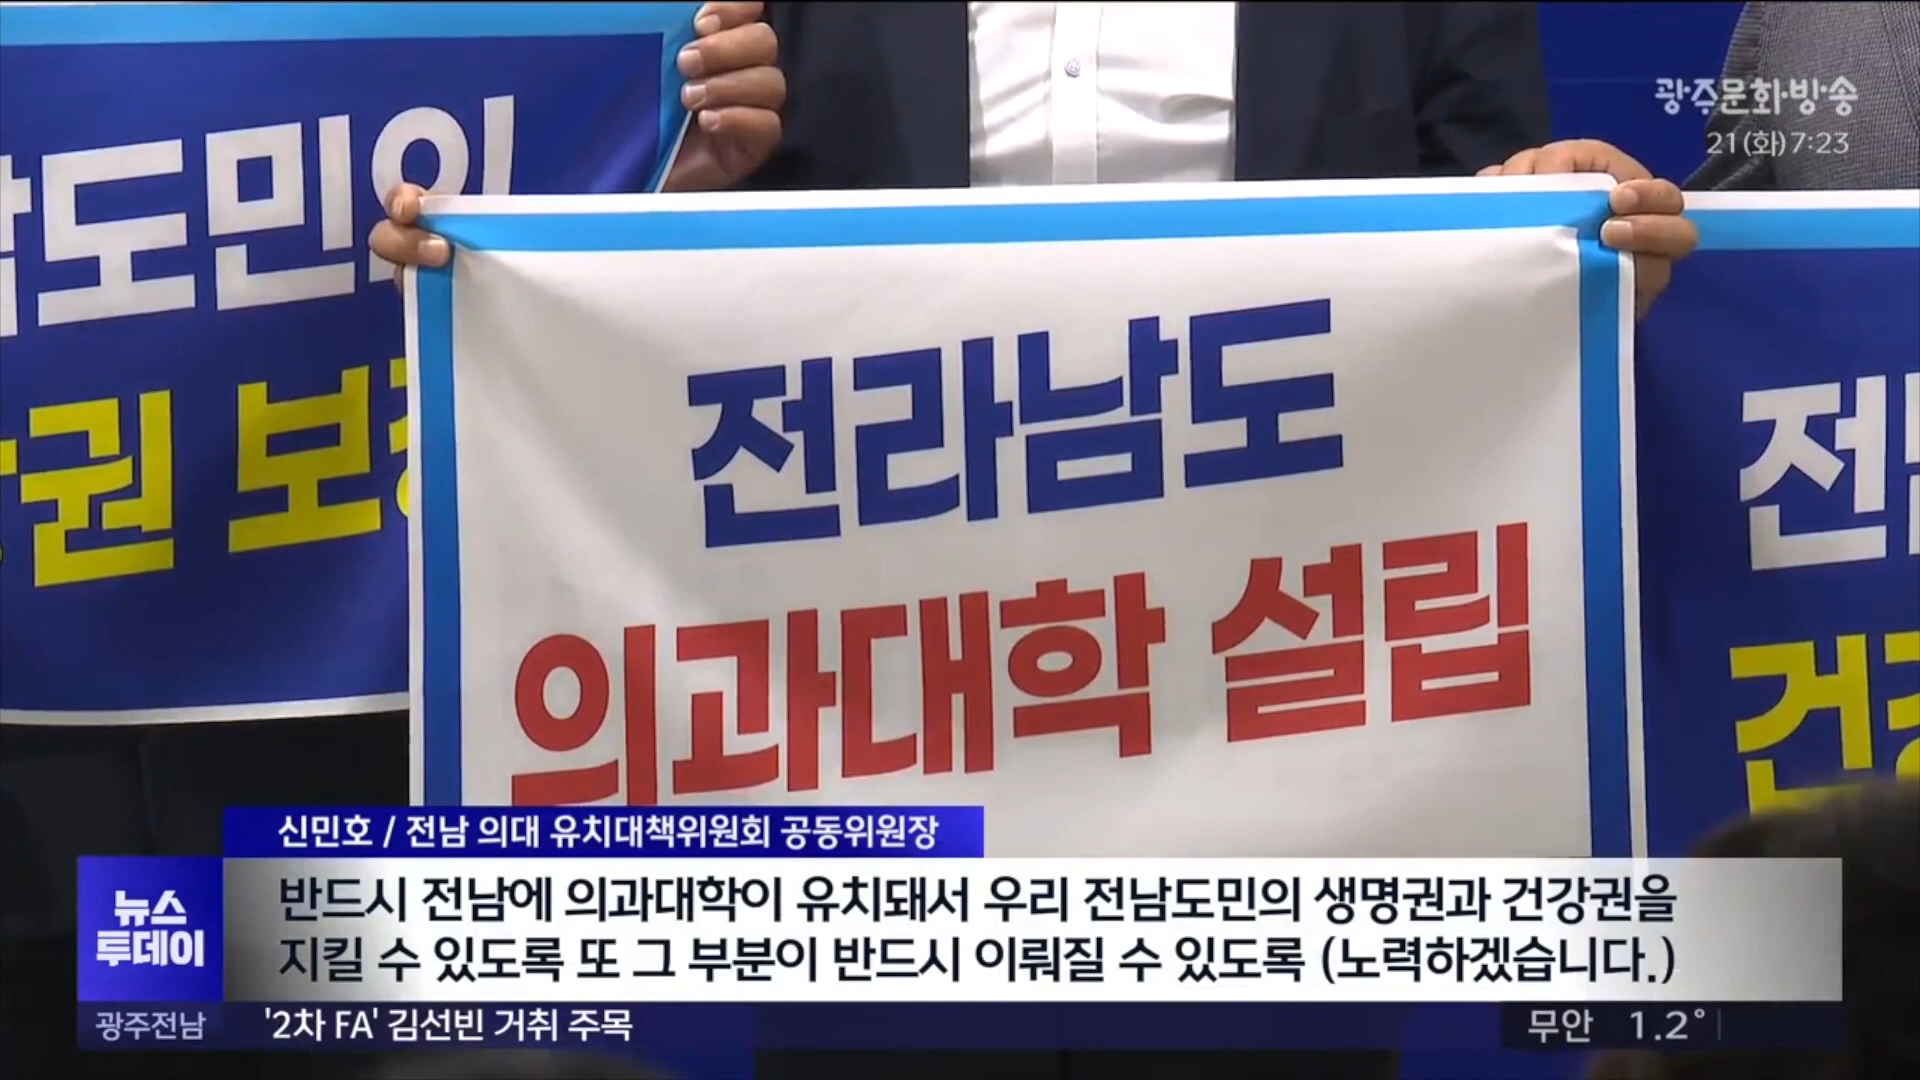 광주문화방송
21(화) 7:23
도민의
권
전라남도
의과대학 설립
신민호 / 전남 의대 유치대책위원회 공동위원장
뉴스
투데이
반드시 전남에 의과대학이 유치돼서 우리 전남도민의 생명권과 건강권을
지킬 수 있도록 또 그 부분이 반드시 이뤄질 수 있도록 (노력하겠습니다.)
광주전남
'2차 FA' 김선빈 거취 주목
무안 1.2°